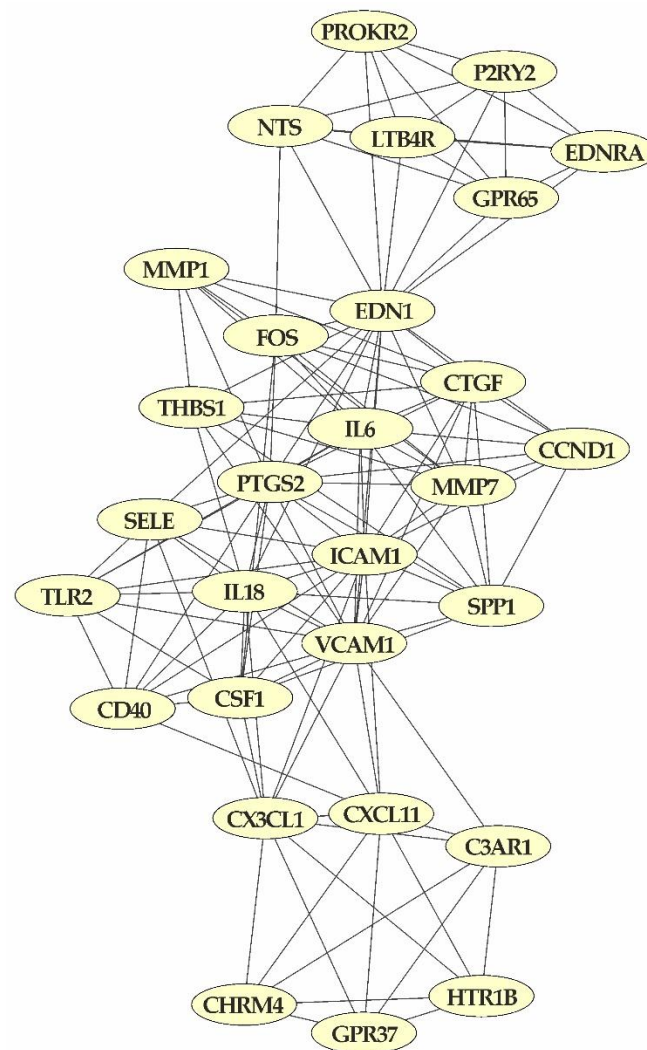 PROKR2
P2RY2
NTS
LTB4R
EDNRA
GPR65
MMP1
EDN1
FOS
CTGF
THBS1
IL6
CCND1
PTGS2
MMP7
SELE
ICAM1
TLR2
IL18
SPP1
VCAM1
CD40
CSF1
CX3CL1
CXCL11
C3AR1
CHRM4
HTR1B
GPR37